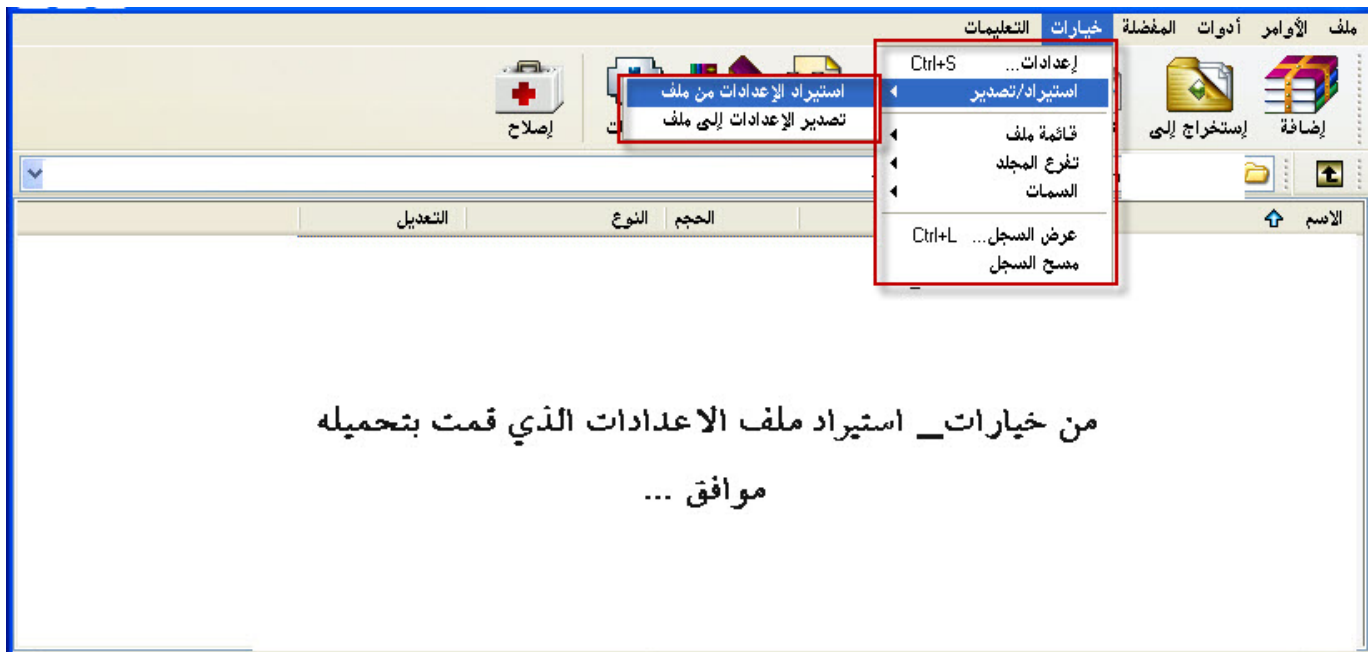 ملف الأوامر أدوات المفضلة خيارات التعليمات
إعدادات... Ctrl+S
استيراد/تصدير
استيراد الإعدادات من ملف
تصدير الإعدادات إلى ملف
قائمة ملف
تفرع المجلد
السمات
عرض السجل... Ctrl+L
مسح السجل
إضافة إستخراج إلى إصلاح
الاسم الحجم النوع التعديل
من خيارات_ استيراد ملف الاعدادات الذي قمت بتحميله
موافق ...